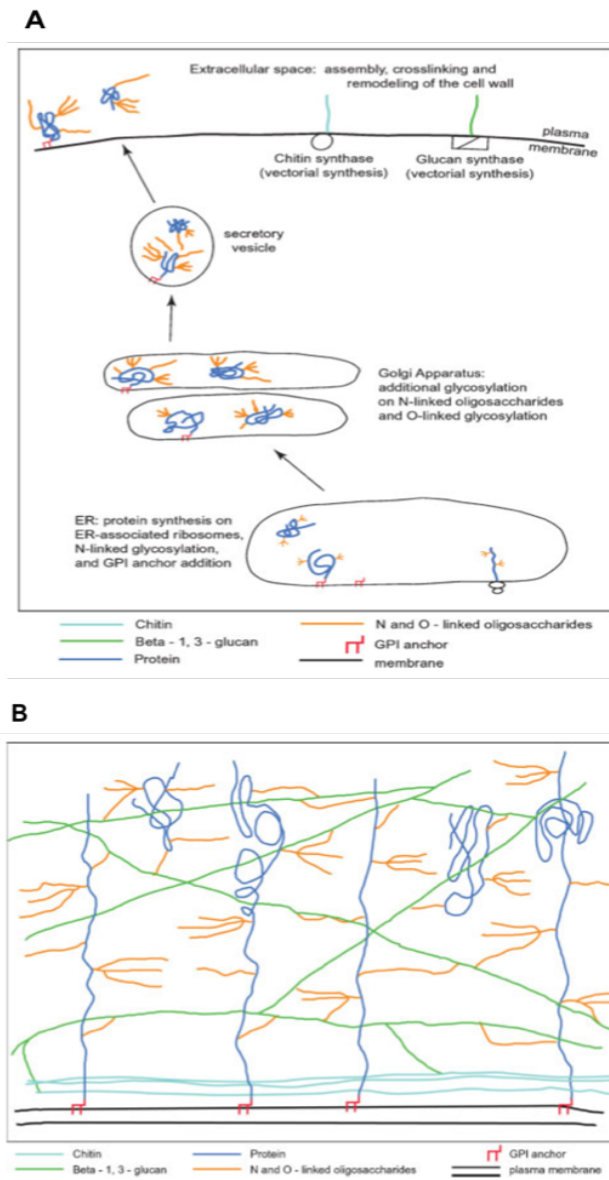 A
Extracellular space: assembly, crosslinking and
remodeling of the cell wall
plasma
membrane
Chitin synthase
(vectorial synthesis)
Glucan synthase
(vectorial synthesis)
secretory
vesicle
Golgi Apparatus:
additional glycosylation
on N-linked oligosaccharides
and O-linked glycosylation
ER: protein synthesis on
ER-associated ribosomes,
N-linked glycosylation,
and GPI anchor addition
Chitin
N and O - linked oligosaccharides
Beta - 1, 3 - glucan
GPI anchor
Protein
membrane
B
Chitin
Protein
GPI anchor
Beta - 1, 3 - glucan
N and O - linked oligosaccharides
plasma membrane